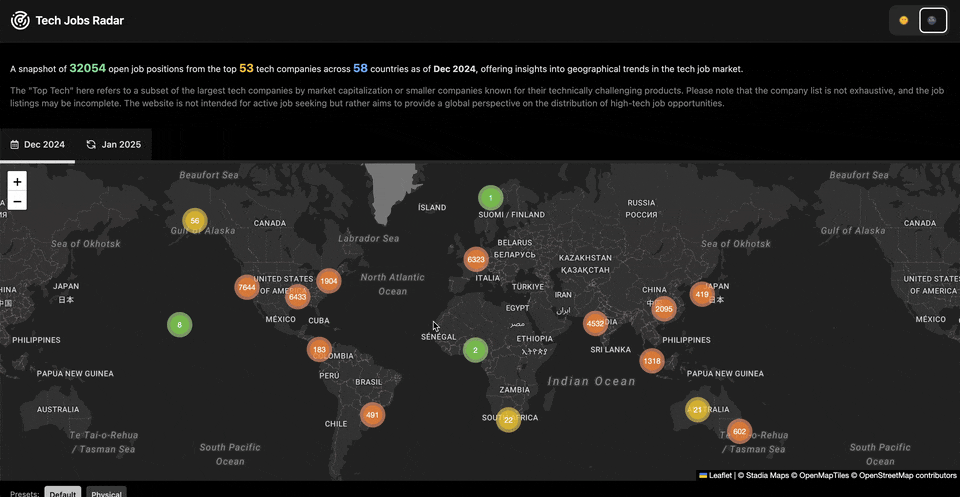 Tech Jobs Radar
A snapshot of 32054 open job positions from the top 53 tech companies across 58 countries as of Dec 2024, offering insights into geographical trends in the tech job market.
The "Top Tech" here refers to a subset of the largest tech companies by market capitalization or smaller companies known for their technically challenging products. Please note that the company list is not exhaustive, and the job
listings may be incomplete. The website is not intended for active job seeking but rather aims to provide a global perspective on the distribution of high-tech job opportunities.
Dec 2024
Jan 2025
+
−
Beaufort Sea
Beaufort Sea
1
ÍSLAND
SUOMI / FINLAND
RUSSIA
РОССИЯ
56
CANADA
CANADA
Gulf of Alaska
Gulf of Alaska
Sea of Okhotsk
Labrador Sea
BELARUS
БЕЛАРУСЬ
Sea of Okhotsk
6323
KAZAKHSTAN
ҚАЗАҚСТАН
North Atlantic
Ocean
ITALIA
UNITED STATES
OF AMERICA
UNITED STATES
OF AMERICA
1904
7644
6433
JAPAN
日本
TÜRKIYE
CHINA
419
JAPAN
日本
IRAN
ایران
EGYPT
مصر
2095
MÉXICO
CUBA
MÉXICO
8
4532
PHILIPPINES
SÉNÉGAL
ETHIOPIA
ኢትዮጵያ
PHILIPPINES
183
COLOMBIA
2
SRI LANKA
1318
PAPUA NEW GUINEA
PERÚ
BRASIL
Indian Ocean
PAPUA NEW GUINEA
ZAMBIA
AUSTRALIA
491
CHILE
22
21
Te Tai-o-Rehua
/ Tasman Sea
602
Te Tai-o-Rehua
/ Tasman Sea
South Pacific
Ocean
South Pacific
Ocean
Leaflet | © Stadia Maps © OpenMapTiles © OpenStreetMap contributors
Presets:
Default
Physical